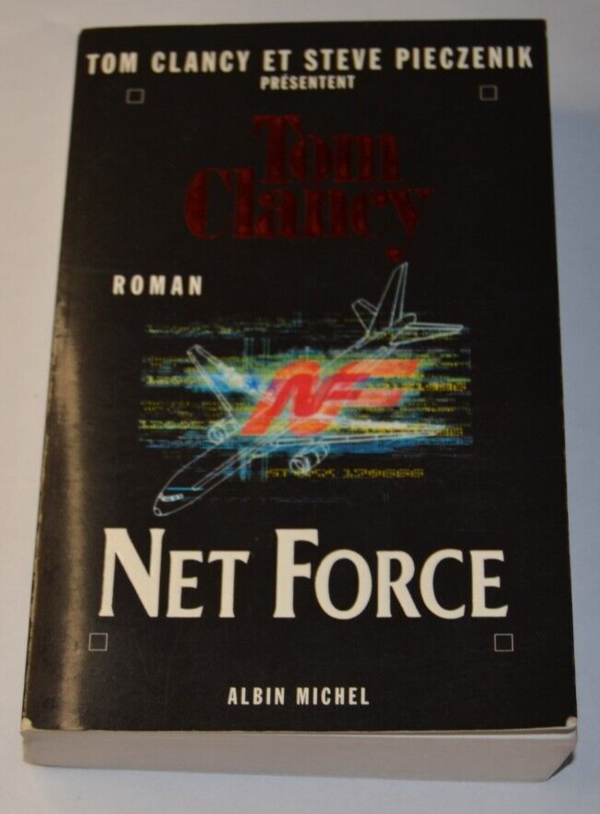 TOM CLANCY ET STEVE PIECZENIK
PRÉSENTENT
Tom
Clancy
ROMAN
NF
NET FORCE
ALBIN MICHEL